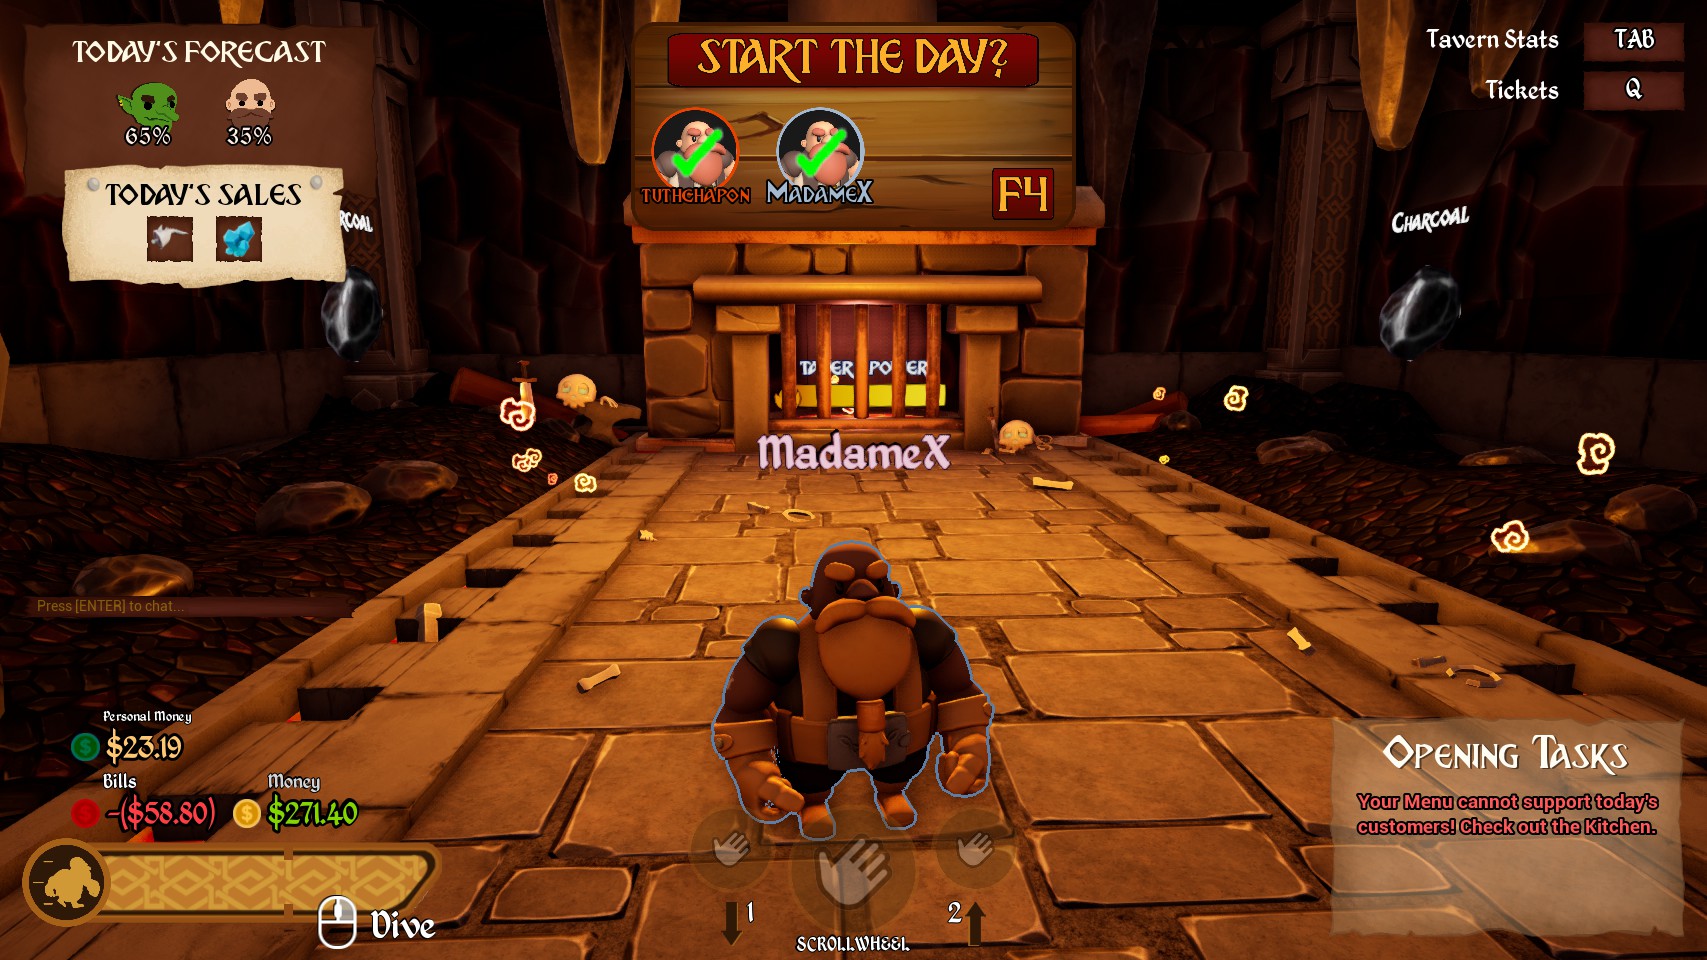 TODAY'S FORECAST
65%
35%
TODAY'S SALES
START THE DAY?
TUTHCHAPON
MADAMEX
F4
Tavern Stats
TAB
Tickets
Q
CHARCOAL
MadameX
Press [ENTER] to chat...
Personal Money
$23.19
Bills
-($58.80)
Money
$271.40
Dive
1
2
SCROLLWHEEL
OPENING TASKS
Your Menu cannot support today's
customers! Check out the Kitchen.